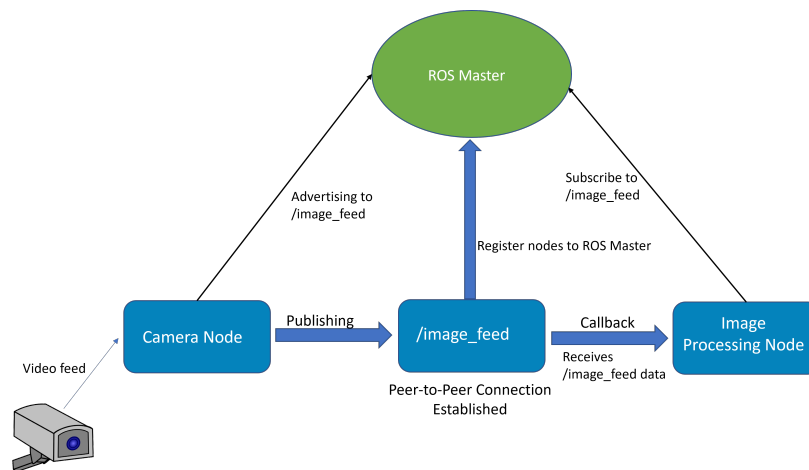 ROS Master
Advertising to
/image_feed
Subscribe to
/image_feed
Register nodes to ROS Master
Camera Node
Publishing
/image_feed
Callback
Receives
/image_feed data
Image
Processing Node
Peer-to-Peer Connection
Established
Video feed